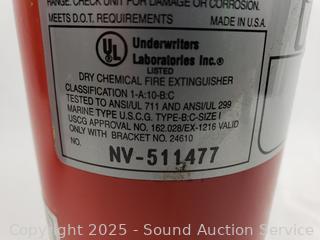 RANGE. CHECK UNIT FOR DAMAGE OR CORROSION.
MEETS D.O.T. REQUIREMENTS MADE IN U.S.A.
UL
Underwriters
Laboratories Inc.®
LISTED
DRY CHEMICAL FIRE EXTINGUISHER
CLASSIFICATION 1-A:10-B:C
TESTED TO ANSI/UL 711 AND ANSI/UL 299
MARINE TYPE U.S.C.G. TYPE-B:C-SIZE I
USCG APPROVAL NO. 162.028/EX-1216 VALID
ONLY WITH BRACKET NO. 24610
NO.
NV-511477
Copyright 2025 - Sound Auction Service